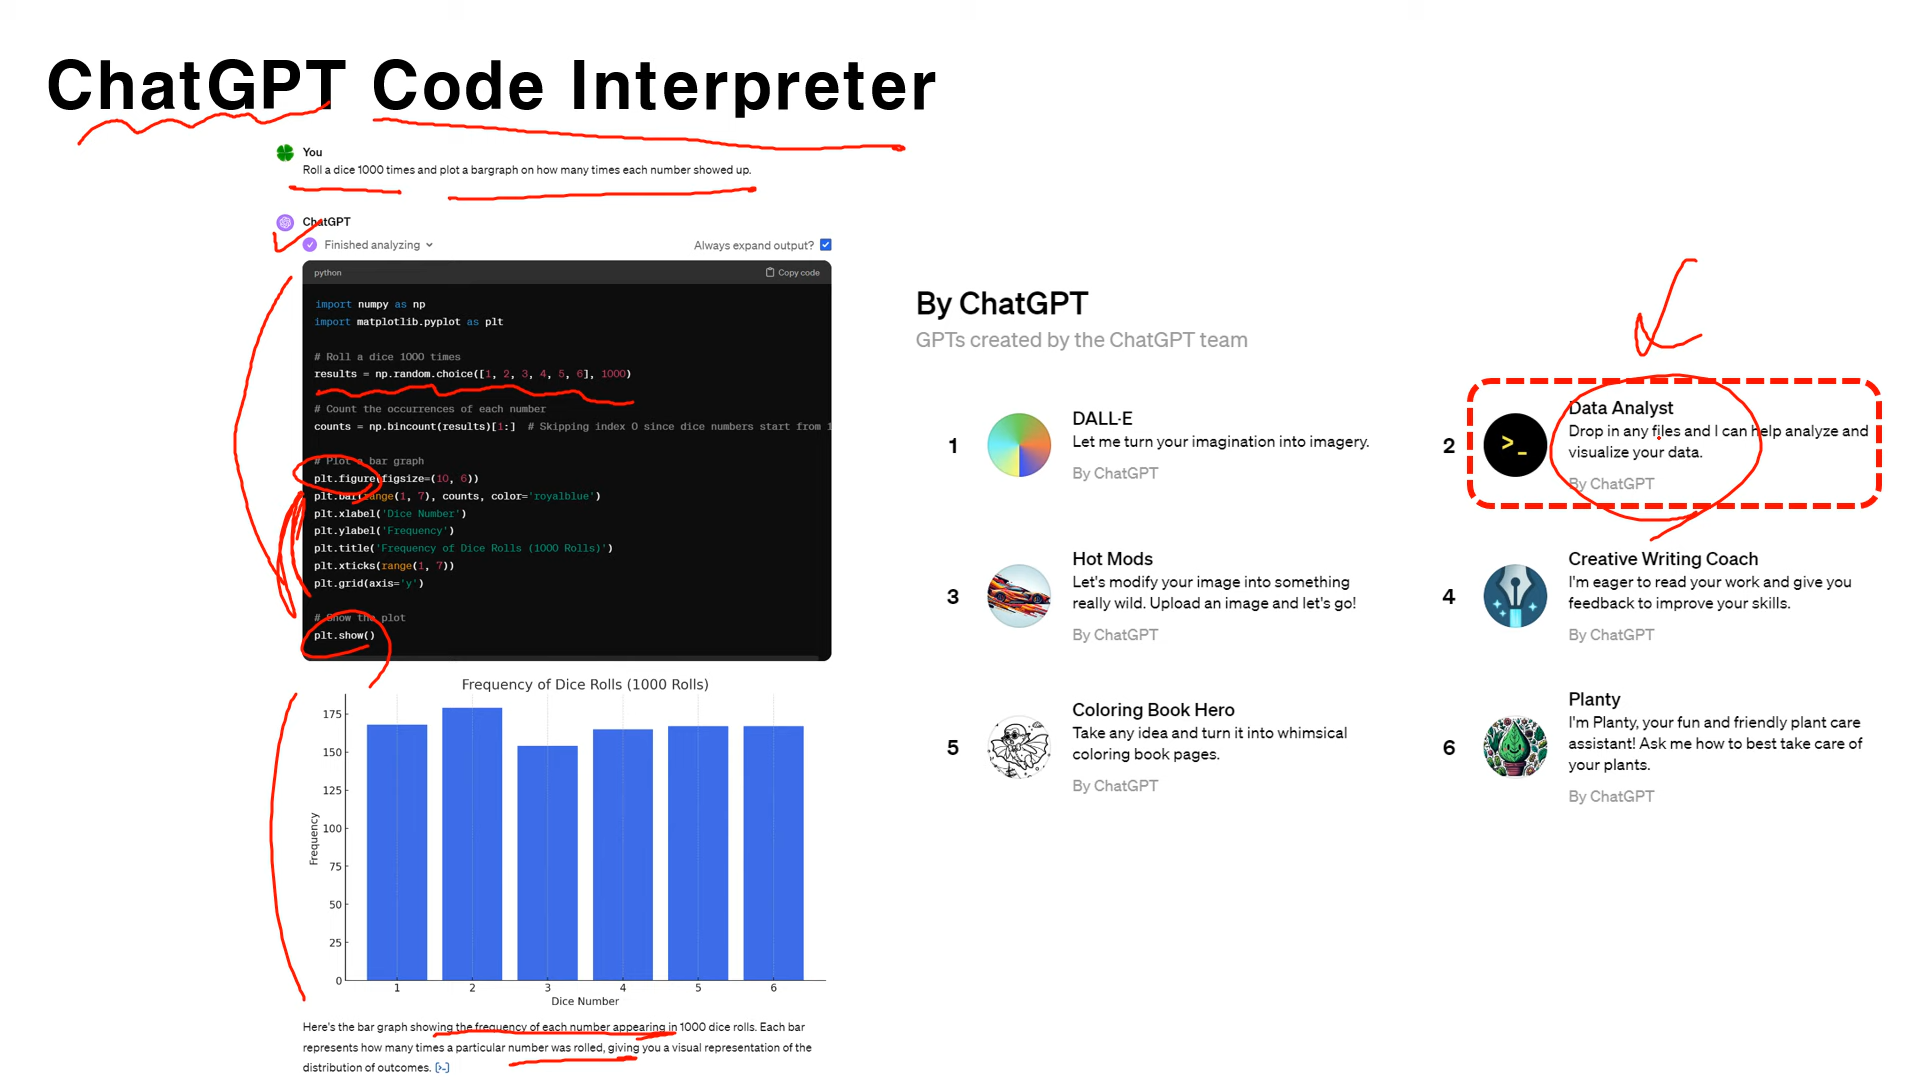 ChatGPT Code Interpreter
You
Roll a dice 1000 times and plot a bargraph on how many times each number showed up.
ChatGPT
Finished analyzing
Always expand output?
python
Copy code
import numpy as np
import matplotlib.pyplot as plt
# Roll a dice 1000 times
results = np.random.choice([1, 2, 3, 4, 5, 6], 1000)
# Count the occurrences of each number
counts = np.bincount(results)[1:]  # Skipping index 0 since dice numbers start from 1
# Plot a bar graph
plt.figure(figsize=(10, 6))
plt.bar(range(1, 7), counts, color='royalblue')
plt.xlabel('Dice Number')
plt.ylabel('Frequency')
plt.title('Frequency of Dice Rolls (1000 Rolls)')
plt.xticks(range(1, 7))
plt.grid(axis='y')
# Show the plot
plt.show()
Frequency of Dice Rolls (1000 Rolls)
175
150
125
100
75
50
25
0
Frequency
1 2 3 4 5 6
Dice Number
Here's the bar graph showing the frequency of each number appearing in 1000 dice rolls. Each bar
represents how many times a particular number was rolled, giving you a visual representation of the
distribution of outcomes. [>-]
By ChatGPT
GPTs created by the ChatGPT team
1
DALL·E
Let me turn your imagination into imagery.
By ChatGPT
2
>_
Data Analyst
Drop in any files and I can help analyze and
visualize your data.
By ChatGPT
3
Hot Mods
Let's modify your image into something
really wild. Upload an image and let's go!
By ChatGPT
4
Creative Writing Coach
I'm eager to read your work and give you
feedback to improve your skills.
By ChatGPT
5
Coloring Book Hero
Take any idea and turn it into whimsical
coloring book pages.
By ChatGPT
6
Planty
I'm Planty, your fun and friendly plant care
assistant! Ask me how to best take care of
your plants.
By ChatGPT